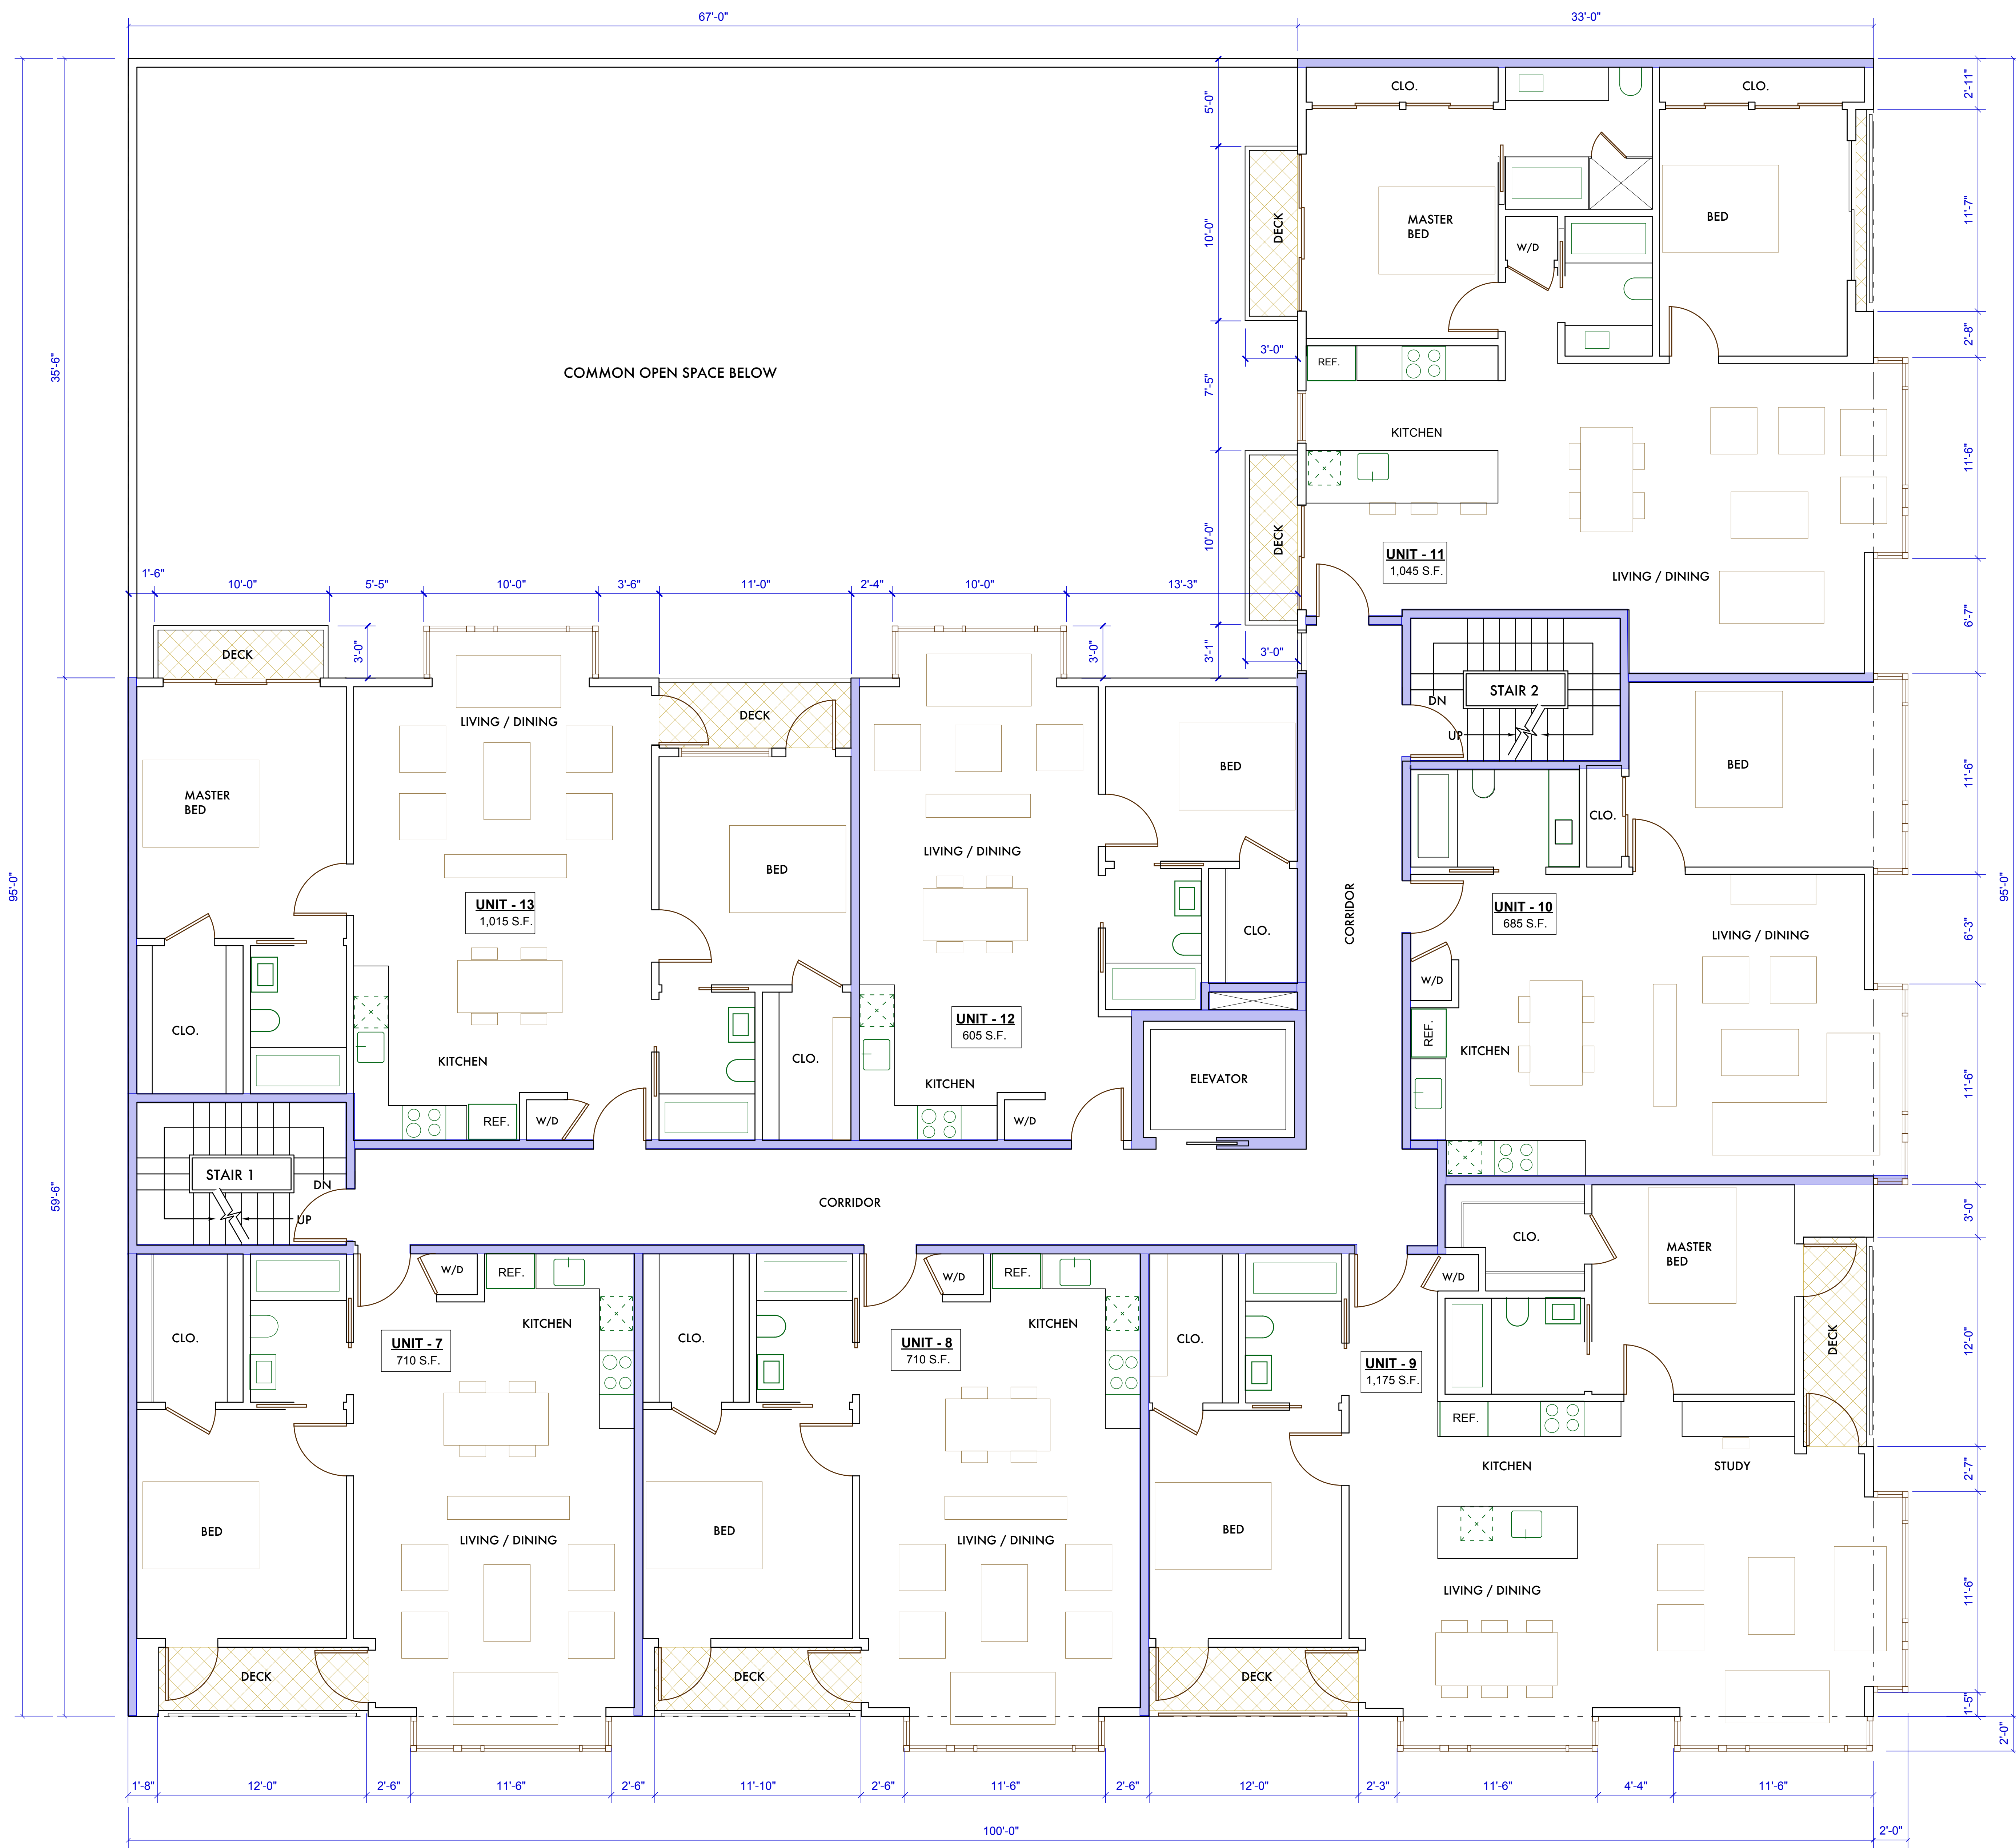 67'-0"
33'-0"
CLO.
CLO.
2'-11"
5'-0"
11'-7"
DECK
10'-0"
MASTER
BED
W/D
BED
2'-8"
35'-6"
COMMON OPEN SPACE BELOW
3'-0"
REF.
7'-5"
KITCHEN
11'-6"
DECK
10'-0"
UNIT - 11
1,045 S.F.
LIVING / DINING
6'-7"
1'-6"
10'-0"
5'-5"
10'-0"
3'-6"
11'-0"
2'-4"
10'-0"
13'-3"
DECK
3'-0"
3'-0"
3'-1"
3'-0"
STAIR 2
DN
UP
LIVING / DINING
DECK
MASTER
BED
BED
BED
11'-6"
CLO.
LIVING / DINING
BED
95'-0"
95'-0"
UNIT - 13
1,015 S.F.
CORRIDOR
UNIT - 10
685 S.F.
LIVING / DINING
6'-3"
CLO.
W/D
UNIT - 12
605 S.F.
CLO.
REF.
KITCHEN
KITCHEN
CLO.
KITCHEN
ELEVATOR
11'-6"
REF.
W/D
W/D
STAIR 1
DN
UP
59'-6"
CORRIDOR
3'-0"
CLO.
MASTER
BED
W/D
REF.
W/D
REF.
W/D
CLO.
UNIT - 7
710 S.F.
KITCHEN
CLO.
UNIT - 8
710 S.F.
KITCHEN
CLO.
UNIT - 9
1,175 S.F.
DECK
12'-0"
REF.
KITCHEN
STUDY
2'-7"
BED
LIVING / DINING
BED
LIVING / DINING
BED
LIVING / DINING
11'-6"
DECK
DECK
DECK
1'-5"
2'-0"
1'-8"
12'-0"
2'-6"
11'-6"
2'-6"
11'-10"
2'-6"
11'-6"
2'-6"
12'-0"
2'-3"
11'-6"
4'-4"
11'-6"
100'-0"
2'-0"